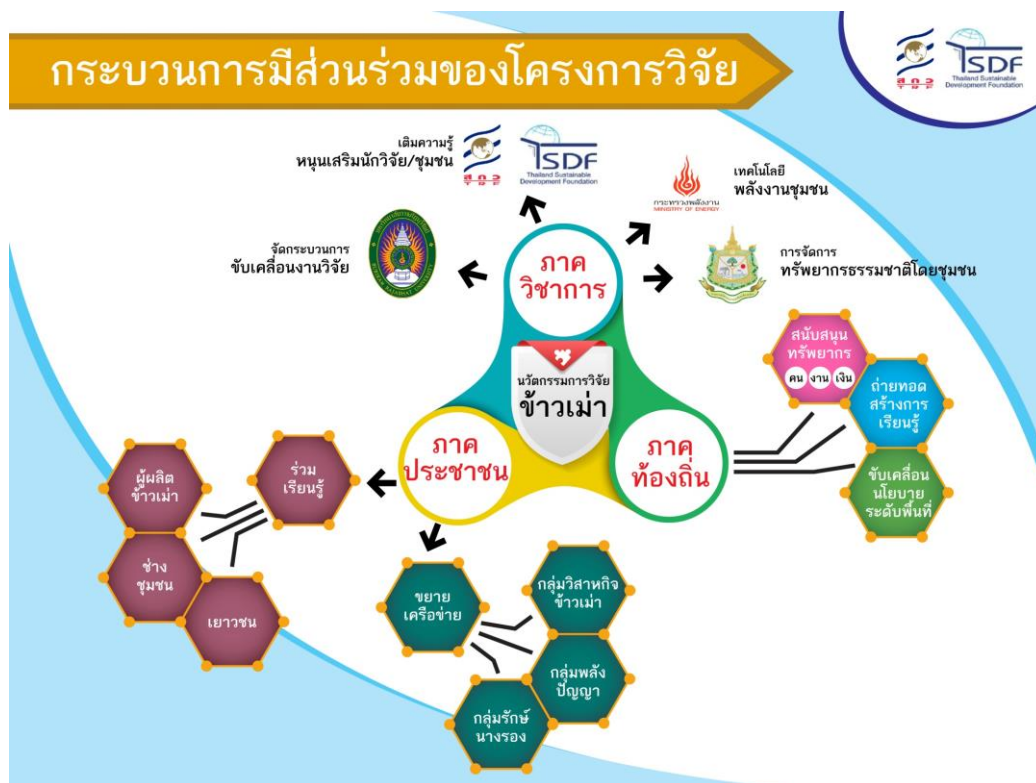 กระบวนการมีส่วนร่วมของโครงการวิจัย
สกว
TRF
TSDF
Thailand Sustainable
Development Foundation
เติมความรู้
หนุนเสริมนักวิจัย/ชุมชน
สกว
TRF
TSDF
Thailand Sustainable
Development Foundation
กระทรวงพลังงาน
MINISTRY OF ENERGY
เทคโนโลยี
พลังงานชุมชน
จัดกระบวนการ
ขับเคลื่อนงานวิจัย
การจัดการ
ทรัพยากรธรรมชาติโดยชุมชน
ภาค
วิชาการ
นวัตกรรมการวิจัย
ข้าวเม่า
ภาค
ประชาชน
ภาค
ท้องถิ่น
สนับสนุน
ทรัพยากร
คน งาน เงิน
ถ่ายทอด
สร้างการ
เรียนรู้
ขับเคลื่อน
นโยบาย
ระดับพื้นที่
ร่วม
เรียนรู้
ผู้ผลิต
ข้าวเม่า
ช่าง
ชุมชน
เยาวชน
ขยาย
เครือข่าย
กลุ่มวิสาหกิจ
ข้าวเม่า
กลุ่มพลัง
ปัญญา
กลุ่มรักษ์
นางรอง